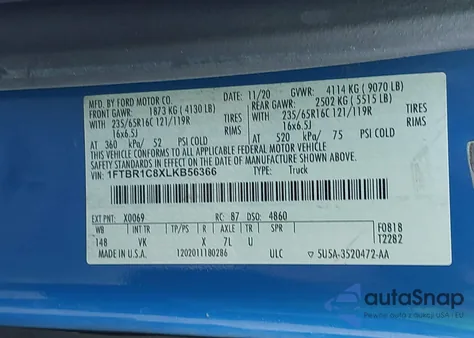 MFD. BY FORD MOTOR CO. 11/20 GVWR: 4114 KG ( 9070 LB)
FRONT GAWR: 1873 KG ( 4130 LB) REAR GAWR: 2502 KG ( 5515 LB)
WITH 235/65R16C 121/119R TIRES WITH 235/65R16C 121/119R TIRES
16x6.5J RIMS 16x6.5J RIMS
AT 360 kPa/ 52 PSI COLD AT 520 kPa/ 75 PSI COLD
THIS VEHICLE CONFORMS TO ALL APPLICABLE FEDERAL MOTOR VEHICLE
SAFETY STANDARDS IN EFFECT ON THE DATE OF MANUFACTURE SHOWN ABOVE.
VIN: 1FTBR1C8XLKB56366 TYPE: Truck
EXT PNT: X0069 RC: 87 DSO: 4860
WB INT TR TP/PS R AXLE TR SPR F0818
148 VK X 7L U T2282
MADE IN U.S.A. 1202011180286 ULC 5USA-3520472-AA
autoSnap